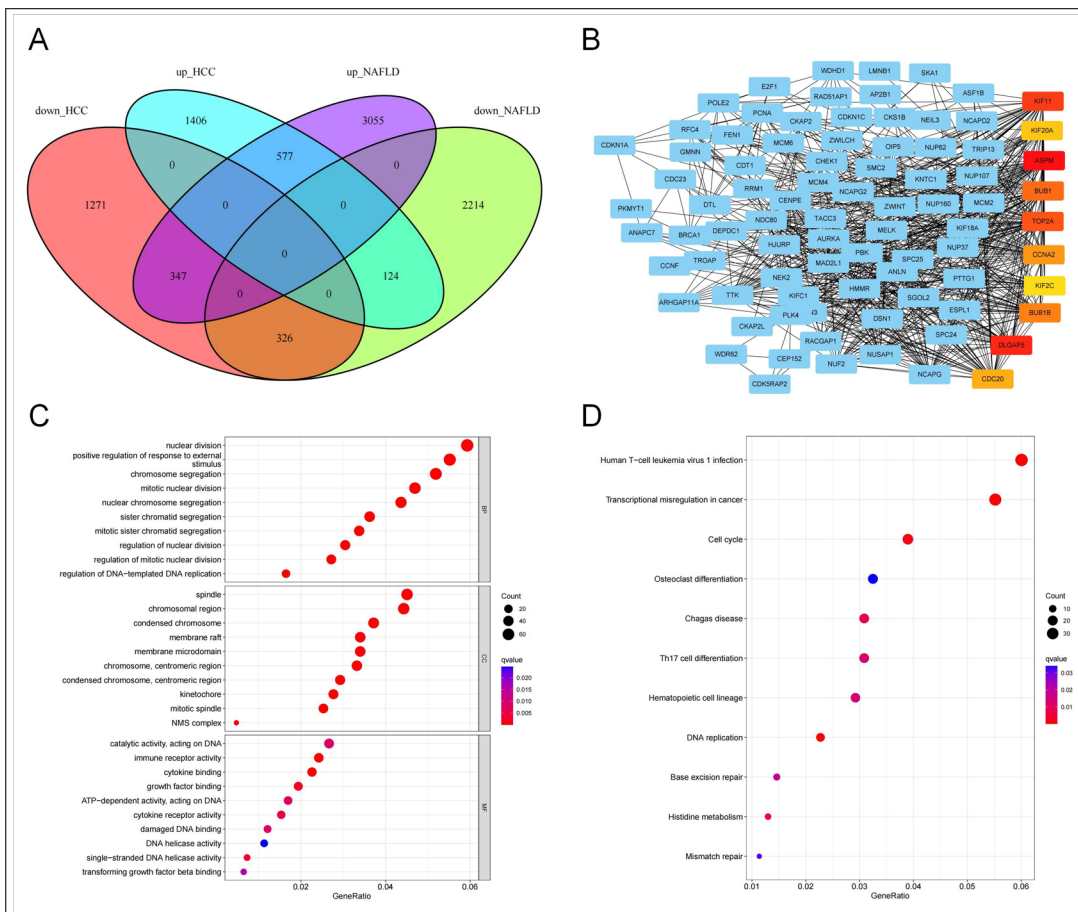 A
up_HCC
up_NAFLD
down_HCC
down_NAFLD
1406
3055
577
0
0
1271
0
0
2214
0
347
124
0
0
326
B
WDHD1
LMNB1
SKA1
E2F1
RAD51AP1
AP2B1
ASF1B
KIF11
POLE2
PCNA
CDKN1C
CKS1B
NEIL3
NCAPD2
RFC4
FEN1
CKAP2
KIF20A
CDKN1A
GMNN
MCM6
ZWILCH
OIP5
NUP62
TRIP13
CDT1
CHEK1
SMC2
NUP107
ASPM
CDC23
RRM1
MCM4
NCAPG2
KNTC1
PKMYT1
DTL
CENPE
ZWINT
NUP160
MCM2
BUB1
ANAPC7
BRCA1
DEPDC1
NDC80
TACC3
KIF18A
TOP2A
HJURP
AURKA
MELK
NUP37
CCNF
TROAP
MAD2L1
PBK
SPC25
CCNA2
ARHGAP11A
TTK
NEK2
ANLN
PTTG1
KIFC1
HMMR
SGOL2
KIF2C
PLK4
N3
ESPL1
BUB1B
CKAP2L
DSN1
SPC24
WDR62
RACGAP1
NUSAP1
DLGAP5
CEP152
NUF2
NCAPG
CDC20
CDK5RAP2
C
nuclear division
positive regulation of response to external
stimulus
chromosome segregation
mitotic nuclear division
nuclear chromosome segregation
sister chromatid segregation
mitotic sister chromatid segregation
regulation of nuclear division
regulation of mitotic nuclear division
regulation of DNA-templated DNA replication
BP
spindle
chromosomal region
condensed chromosome
membrane raft
membrane microdomain
chromosome, centromeric region
condensed chromosome, centromeric region
kinetochore
mitotic spindle
NMS complex
CC
catalytic activity, acting on DNA
immune receptor activity
cytokine binding
growth factor binding
ATP-dependent activity, acting on DNA
cytokine receptor activity
damaged DNA binding
DNA helicase activity
single-stranded DNA helicase activity
transforming growth factor beta binding
MF
0.02
0.04
0.06
GeneRatio
Count
20
40
60
qvalue
0.020
0.015
0.010
0.005
D
Human T-cell leukemia virus 1 infection
Transcriptional misregulation in cancer
Cell cycle
Osteoclast differentiation
Chagas disease
Th17 cell differentiation
Hematopoietic cell lineage
DNA replication
Base excision repair
Histidine metabolism
Mismatch repair
0.01
0.02
0.03
0.04
0.05
0.06
GeneRatio
Count
10
20
30
qvalue
0.03
0.02
0.01